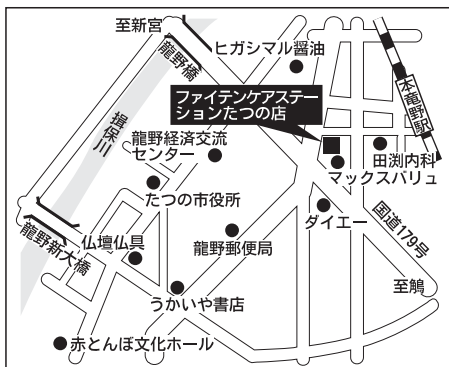 至新宮
龍野橋
ヒガシマル醤油
揖保川
ファイテンケアステー
ションたつの店
本竜野駅
龍野経済交流
センター
田渕内科
マックスバリュ
たつの市役所
ダイエー
国道179号
龍野新大橋
仏壇仏具
龍野郵便局
至鵤
うかいや書店
赤とんぼ文化ホール